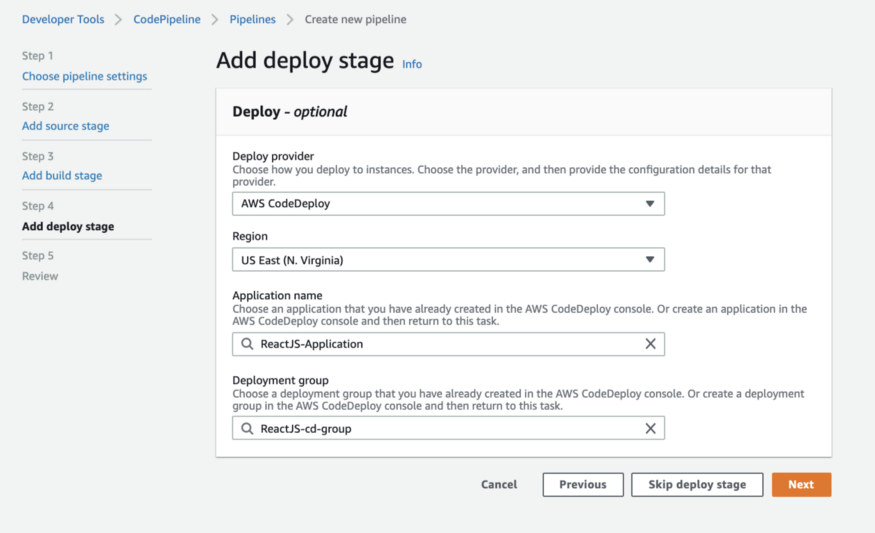 Developer Tools > CodePipeline > Pipelines > Create new pipeline
Step 1
Choose pipeline settings
Step 2
Add source stage
Step 3
Add build stage
Step 4
Add deploy stage
Step 5
Review
Add deploy stage Info
Deploy - optional
Deploy provider
Choose how you deploy to instances. Choose the provider, and then provide the configuration details for that
provider.
AWS CodeDeploy
Region
US East (N. Virginia)
Application name
Choose an application that you have already created in the AWS CodeDeploy console. Or create an application in the
AWS CodeDeploy console and then return to this task.
ReactJS-Application
Deployment group
Choose a deployment group that you have already created in the AWS CodeDeploy console. Or create a deployment
group in the AWS CodeDeploy console and then return to this task.
ReactJS-cd-group
Cancel Previous Skip deploy stage Next